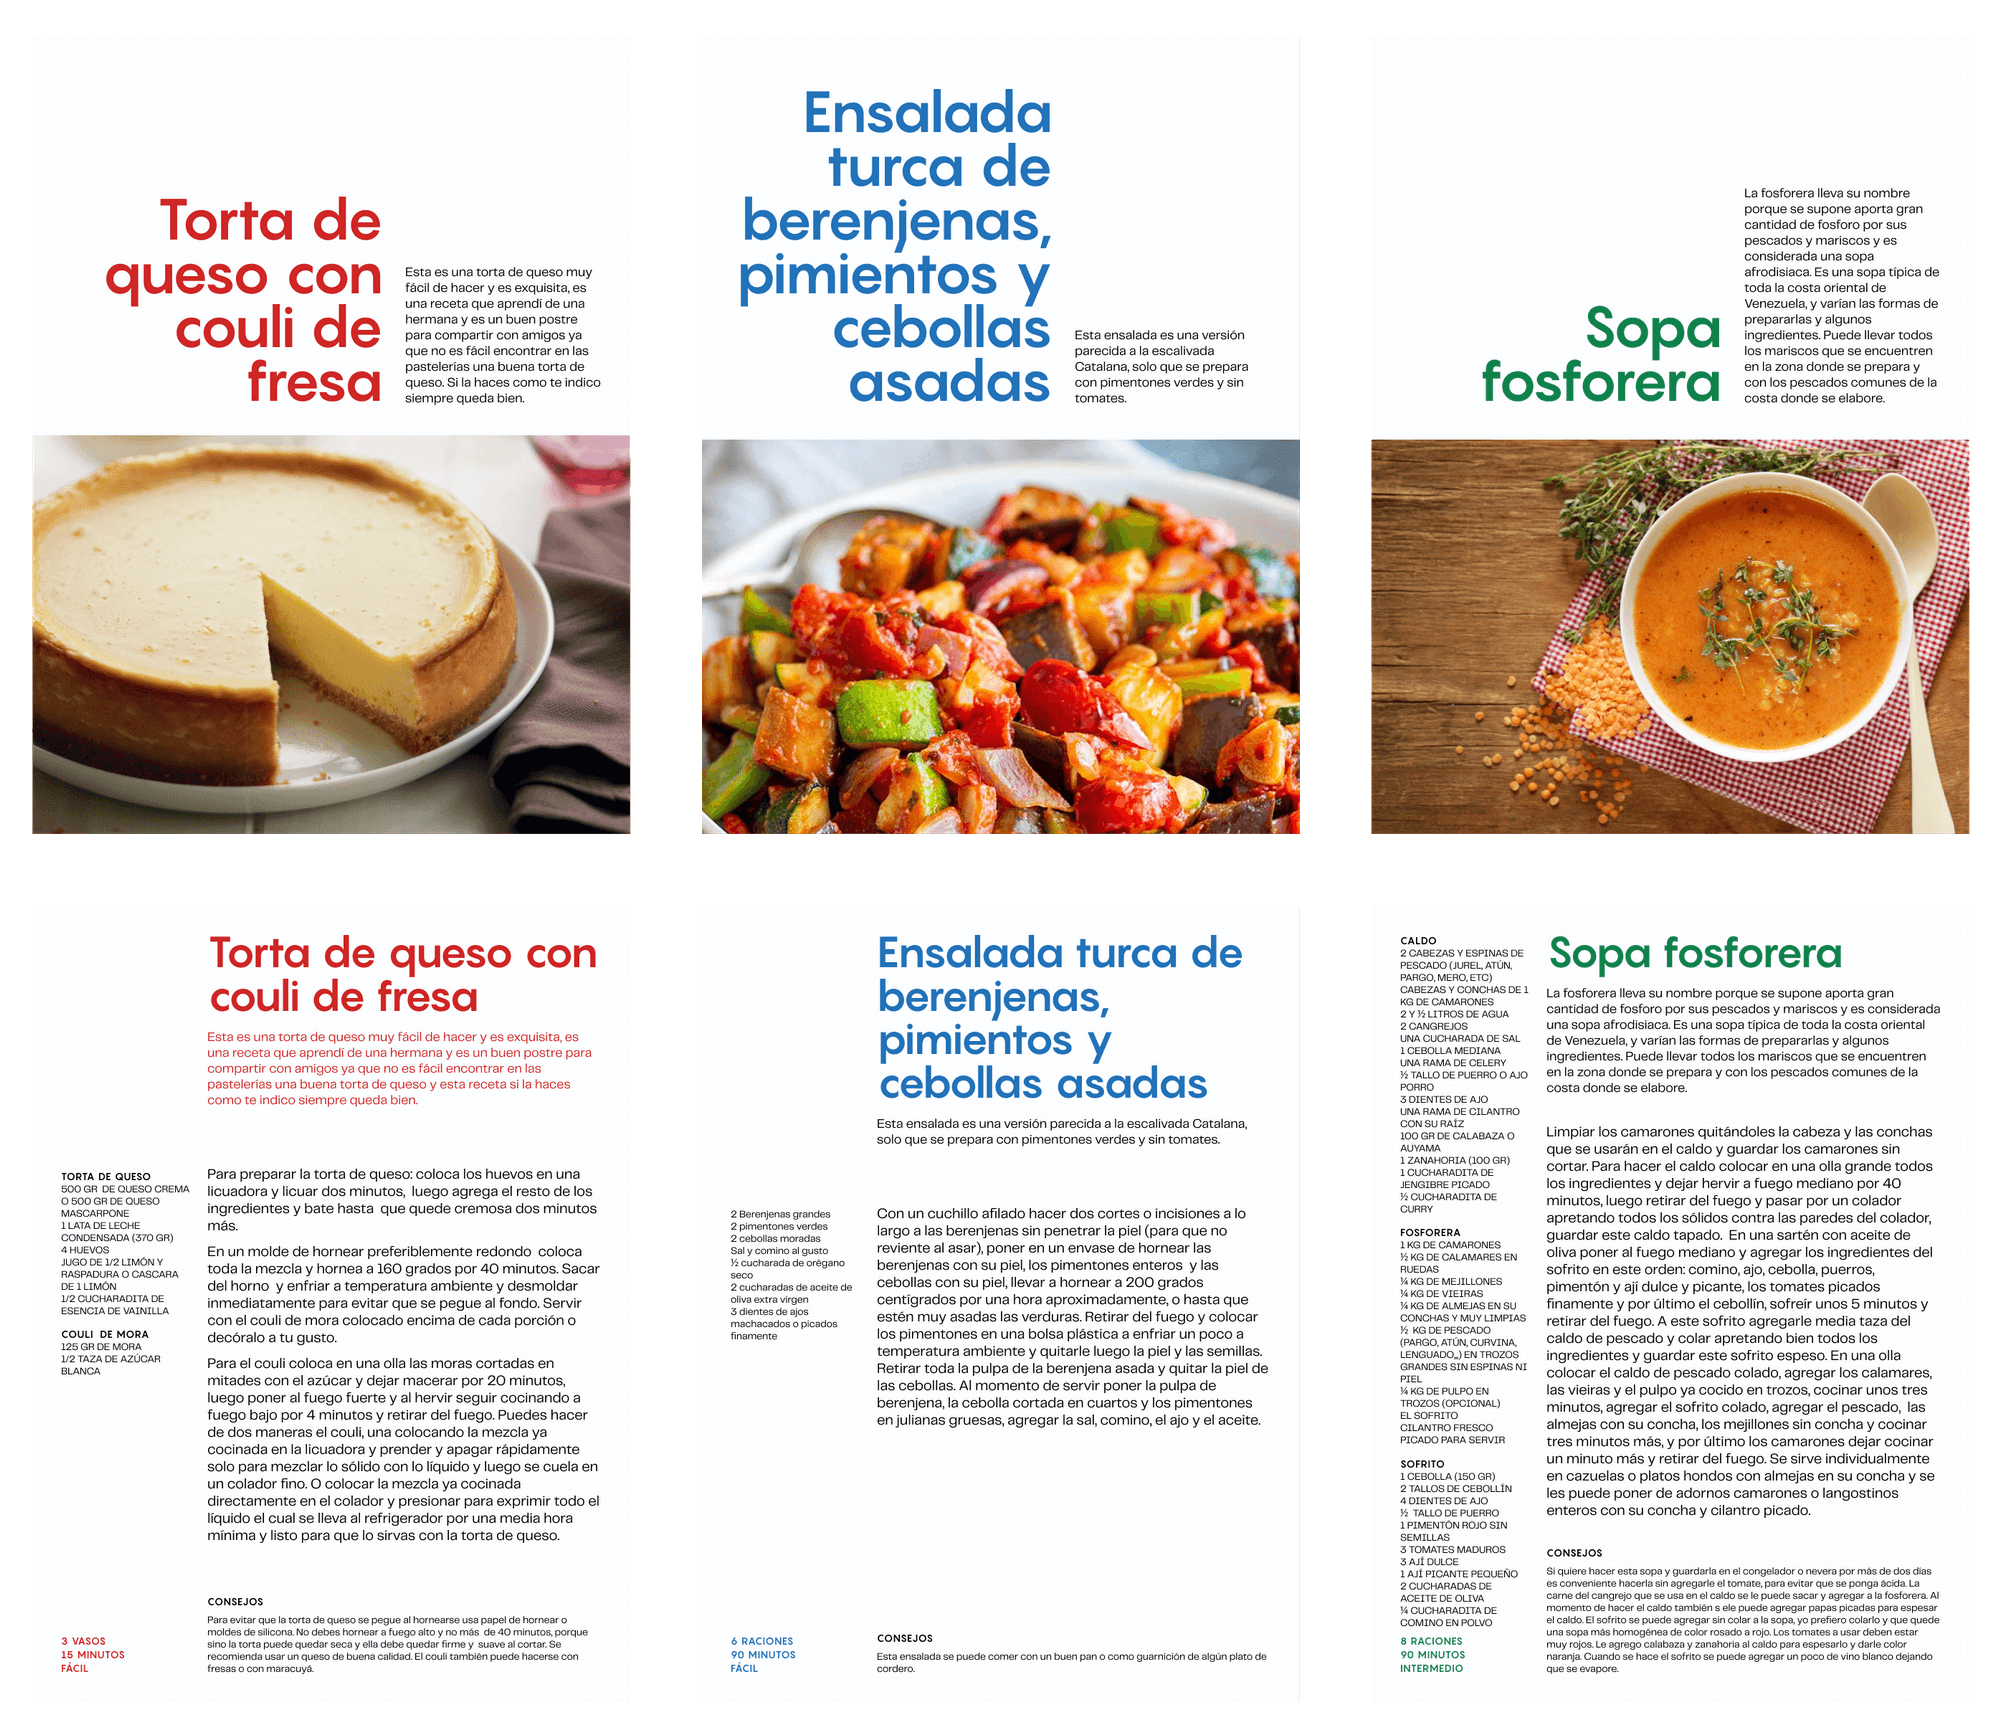 Torta de
queso con
couli de
fresa
Esta es una torta de queso muy
fácil de hacer y es exquisita, es
una receta que aprendí de una
hermana y es un buen postre
para compartir con amigos ya
que no es fácil encontrar en las
pastelerías una buena torta de
queso. Si la haces como te indico
siempre queda bien.
Ensalada
turca de
berenjenas,
pimientos y
cebollas
asadas
Esta ensalada es una versión
parecida a la escalivada
Catalana, solo que se prepara
con pimentones verdes y sin
tomates.
Sopa
fosforera
La fosforera lleva su nombre
porque se supone aporta gran
cantidad de fosforo por sus
pescados y mariscos y es
considerada una sopa
afrodisiaca. Es una sopa típica de
toda la costa oriental de
Venezuela, y varían las formas de
prepararlas y algunos
ingredientes. Puede llevar todos
los mariscos que se encuentren
en la zona donde se prepara y
con los pescados comunes de la
costa donde se elabore.
Torta de queso con
couli de fresa
Esta es una torta de queso muy fácil de hacer y es exquisita, es
una receta que aprendí de una hermana y es un buen postre para
compartir con amigos ya que no es fácil encontrar en las
pastelerías una buena torta de queso y esta receta si la haces
como te indico siempre queda bien.
TORTA DE QUESO
500 GR DE QUESO CREMA
O 500 GR DE QUESO
MASCARPONE
1 LATA DE LECHE
CONDENSADA (370 GR)
4 HUEVOS
JUGO DE 1/2 LIMÓN Y
RASPADURA O CASCARA
DE 1 LIMÓN
1/2 CUCHARADITA DE
ESENCIA DE VAINILLA
COULI DE MORA
125 GR DE MORA
1/2 TAZA DE AZÚCAR
BLANCA
Para preparar la torta de queso: coloca los huevos en una
licuadora y licuar dos minutos, luego agrega el resto de los
ingredientes y bate hasta que quede cremosa dos minutos
más.
En un molde de hornear preferiblemente redondo coloca
toda la mezcla y hornea a 160 grados por 40 minutos. Sacar
del horno y enfriar a temperatura ambiente y desmoldar
inmediatamente para evitar que se pegue al fondo. Servir
con el couli de mora colocado encima de cada porción o
decóralo a tu gusto.
Para el couli coloca en una olla las moras cortadas en
mitades con el azúcar y dejar macerar por 20 minutos,
luego poner al fuego fuerte y al hervir seguir cocinando a
fuego bajo por 4 minutos y retirar del fuego. Puedes hacer
de dos maneras el couli, una colocando la mezcla ya
cocinada en la licuadora y prender y apagar rápidamente
solo para mezclar lo sólido con lo líquido y luego se cuela en
un colador fino. O colocar la mezcla ya cocinada
directamente en el colador y presionar para exprimir todo el
líquido el cual se lleva al refrigerador por una media hora
mínima y listo para que lo sirvas con la torta de queso.
CONSEJOS
Para evitar que la torta de queso se pegue al hornearse usa papel de hornear o
moldes de silicona. No debes hornear a fuego alto y no más de 40 minutos, porque
sino la torta puede quedar seca y ella debe quedar firme y suave al cortar. Se
recomienda usar un queso de buena calidad. El couli también puede hacerse con
fresas o con maracuyá.
3 VASOS
15 MINUTOS
FÁCIL
Ensalada turca de
berenjenas,
pimientos y
cebollas asadas
Esta ensalada es una versión parecida a la escalivada Catalana,
solo que se prepara con pimentones verdes y sin tomates.
2 Berenjenas grandes
2 pimentones verdes
2 cebollas moradas
Sal y comino al gusto
½ cucharada de orégano
seco
2 cucharadas de aceite de
oliva extra virgen
3 dientes de ajos
machacados o picados
finamente
Con un cuchillo afilado hacer dos cortes o incisiones a lo
largo a las berenjenas sin penetrar la piel (para que no
reviente al asar), poner en un envase de hornear las
berenjenas con su piel, los pimentones enteros y las
cebollas con su piel, llevar a hornear a 200 grados
centígrados por una hora aproximadamente, o hasta que
estén muy asadas las verduras. Retirar del fuego y colocar
los pimentones en una bolsa plástica a enfriar un poco a
temperatura ambiente y quitarle luego la piel y las semillas.
Retirar toda la pulpa de la berenjena asada y quitar la piel de
las cebollas. Al momento de servir poner la pulpa de
berenjena, la cebolla cortada en cuartos y los pimentones
en julianas gruesas, agregar la sal, comino, el ajo y el aceite.
CONSEJOS
Esta ensalada se puede comer con un buen pan o como guarnición de algún plato de
cordero.
6 RACIONES
90 MINUTOS
FÁCIL
CALDO
2 CABEZAS Y ESPINAS DE
PESCADO (JUREL, ATÚN,
PARGO, MERO, ETC)
CABEZAS Y CONCHAS DE 1
KG DE CAMARONES
2 Y ½ LITROS DE AGUA
2 CANGREJOS
UNA CUCHARADA DE SAL
1 CEBOLLA MEDIANA
UNA RAMA DE CELERY
½ TALLO DE PUERRO O AJO
PORRO
3 DIENTES DE AJO
UNA RAMA DE CILANTRO
CON SU RAÍZ
100 GR DE CALABAZA O
AUYAMA
1 ZANAHORIA (100 GR)
1 CUCHARADITA DE
JENGIBRE PICADO
½ CUCHARADITA DE
CURRY
FOSFORERA
1 KG DE CAMARONES
½ KG DE CALAMARES EN
RUEDAS
¼ KG DE MEJILLONES
¼ KG DE VIEIRAS
¼ KG DE ALMEJAS EN SU
CONCHAS Y MUY LIMPIAS
½ KG DE PESCADO
(PARGO, ATÚN, CURVINA,
LENGUADO,,) EN TROZOS
GRANDES SIN ESPINAS NI
PIEL
¼ KG DE PULPO EN
TROZOS (OPCIONAL)
EL SOFRITO
CILANTRO FRESCO
PICADO PARA SERVIR
SOFRITO
1 CEBOLLA (150 GR)
2 TALLOS DE CEBOLLÍN
4 DIENTES DE AJO
½ TALLO DE PUERRO
1 PIMENTÓN ROJO SIN
SEMILLAS
3 TOMATES MADUROS
3 AJÍ DULCE
1 AJÍ PICANTE PEQUEÑO
2 CUCHARADAS DE
ACEITE DE OLIVA
¼ CUCHARADITA DE
COMINO EN POLVO
8 RACIONES
90 MINUTOS
INTERMEDIO
Sopa fosforera
La fosforera lleva su nombre porque se supone aporta gran
cantidad de fosforo por sus pescados y mariscos y es considerada
una sopa afrodisiaca. Es una sopa típica de toda la costa oriental
de Venezuela, y varían las formas de prepararlas y algunos
ingredientes. Puede llevar todos los mariscos que se encuentren
en la zona donde se prepara y con los pescados comunes de la
costa donde se elabore.
Limpiar los camarones quitándoles la cabeza y las conchas
que se usarán en el caldo y guardar los camarones sin
cortar. Para hacer el caldo colocar en una olla grande todos
los ingredientes y dejar hervir a fuego mediano por 40
minutos, luego retirar del fuego y pasar por un colador
apretando todos los sólidos contra las paredes del colador,
guardar este caldo tapado. En una sartén con aceite de
oliva poner al fuego mediano y agregar los ingredientes del
sofrito en este orden: comino, ajo, cebolla, puerros,
pimentón y ají dulce y picante, los tomates picados
finamente y por último el cebollín, sofreír unos 5 minutos y
retirar del fuego. A este sofrito agregarle media taza del
caldo de pescado y colar apretando bien todos los
ingredientes y guardar este sofrito espeso. En una olla
colocar el caldo de pescado colado, agregar los calamares,
las vieiras y el pulpo ya cocido en trozos, cocinar unos tres
minutos, agregar el sofrito colado, agregar el pescado, las
almejas con su concha, los mejillones sin concha y cocinar
tres minutos más, y por último los camarones dejar cocinar
un minuto más y retirar del fuego. Se sirve individualmente
en cazuelas o platos hondos con almejas en su concha y se
les puede poner de adornos camarones o langostinos
enteros con su concha y cilantro picado.
CONSEJOS
Si quiere hacer esta sopa y guardarla en el congelador o nevera por más de dos días
es conveniente hacerla sin agregarle el tomate, para evitar que se ponga ácida. La
carne del cangrejo que se usa en el caldo se le puede sacar y agregar a la fosforera. Al
momento de hacer el caldo también s ele puede agregar papas picadas para espesar
el caldo. El sofrito se puede agregar sin colar a la sopa, yo prefiero colarlo y que quede
una sopa más homogénea de color rosado a rojo. Los tomates a usar deben estar
muy rojos. Le agrego calabaza y zanahoria al caldo para espesarlo y darle color
naranja. Cuando se hace el sofrito se puede agregar un poco de vino blanco dejando
que se evapore.